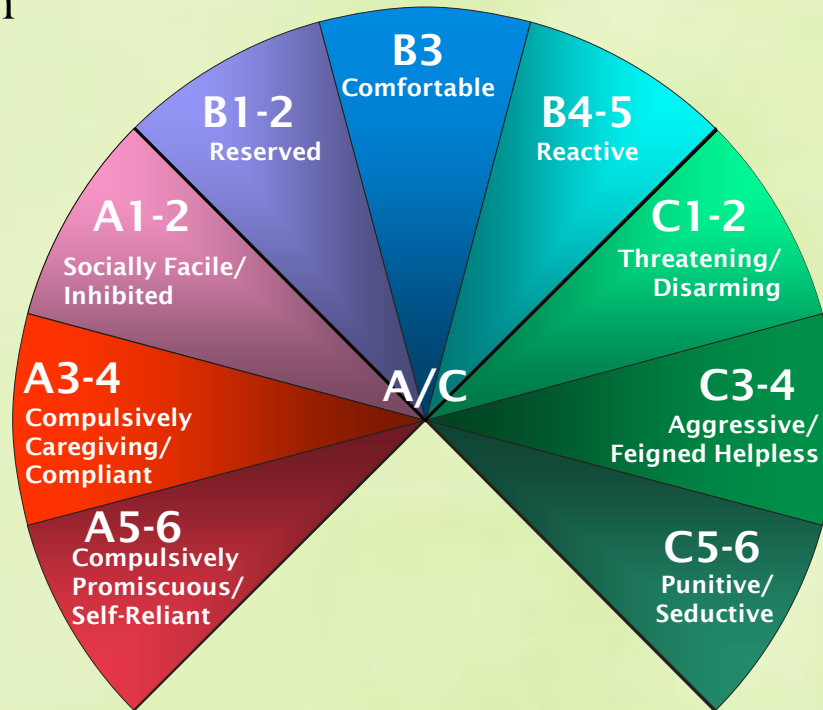 B3
Comfortable
B1-2
Reserved
B4-5
Reactive
A1-2
Socially Facile/
Inhibited
C1-2
Threatening/
Disarming
A3-4
Compulsively
Caregiving/
Compliant
A/C
C3-4
Aggressive/
Feigned Helpless
A5-6
Compulsively
Promiscuous/
Self-Reliant
C5-6
Punitive/
Seductive